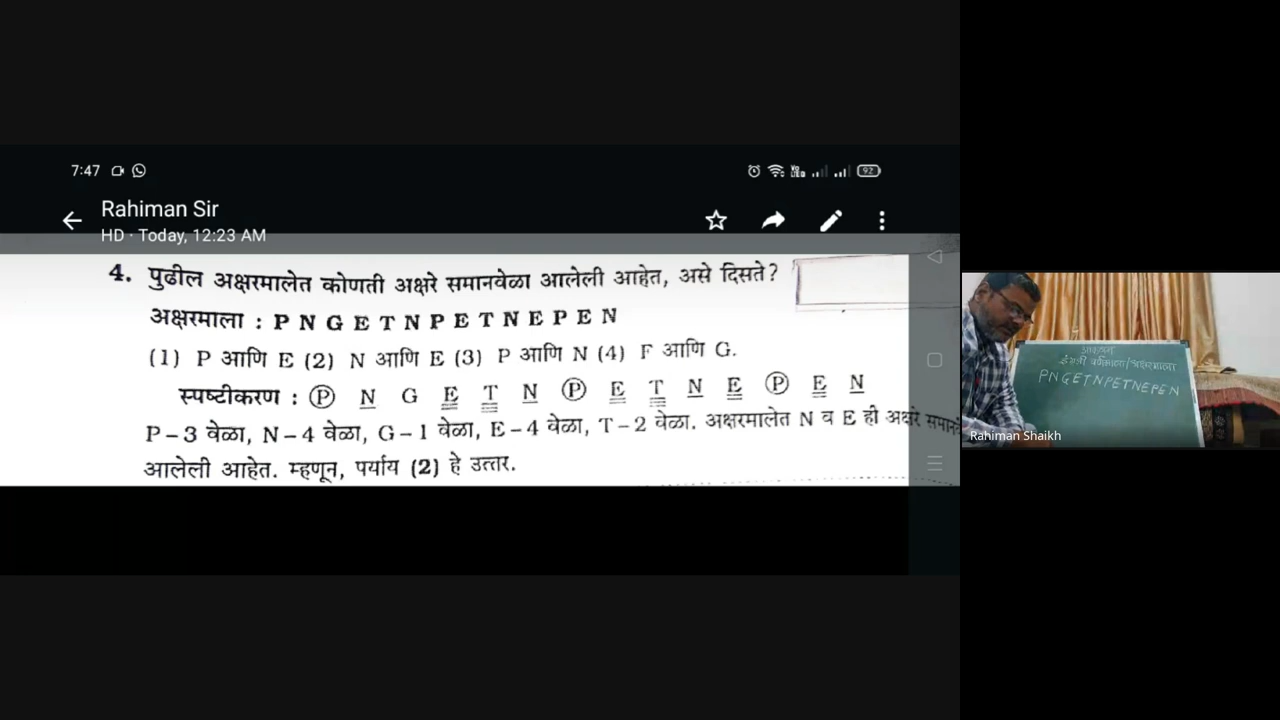 7:47
92
Rahiman Sir
HD · Today, 12:23 AM
4. पुढील अक्षरमालेत कोणती अक्षरे समानवेळा आलेली आहेत, असे दिसते?
अक्षरमाला : P N G E T N P E T N E P E N
(1) P आणि E (2) N आणि E (3) P आणि N (4) F आणि G.
स्पष्टीकरण : P N G E T N P E T N E P E N
P – 3 वेळा, N – 4 वेळा, G – 1 वेळा, E – 4 वेळा, T – 2 वेळा. अक्षरमालेत N व E ही अक्षरे
आलेली आहेत. म्हणून, पर्याय (2) हे उत्तर.
इंग्रजी
PNGETNPETNEPEN
Rahiman Shaikh